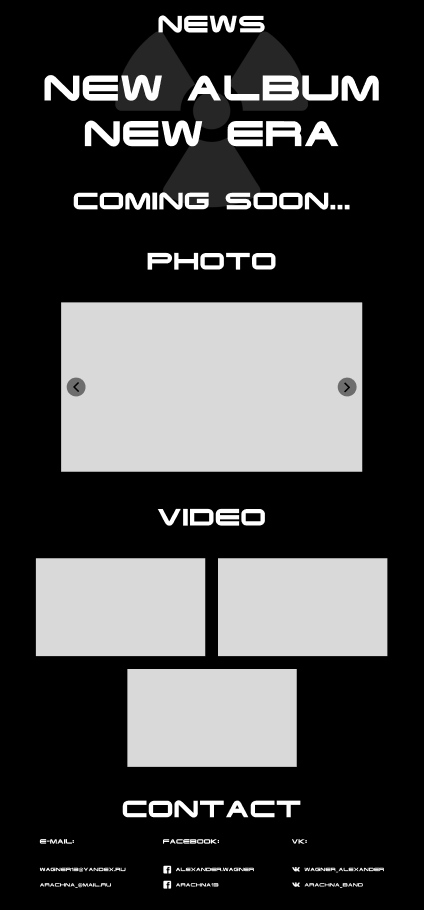 NEWS
NEW ALBUM
NEW ERA
COMING SOON...
PHOTO
VIDEO
CONTACT
E-MAIL: FACEBOOK: VK:
WAGNER13@YANDEX.RU ALEXANDER.WAGNER WAGNER_ALEXANDER
ARACHNA_@MAIL.RU ARACHNA13 ARACHNA_BAND